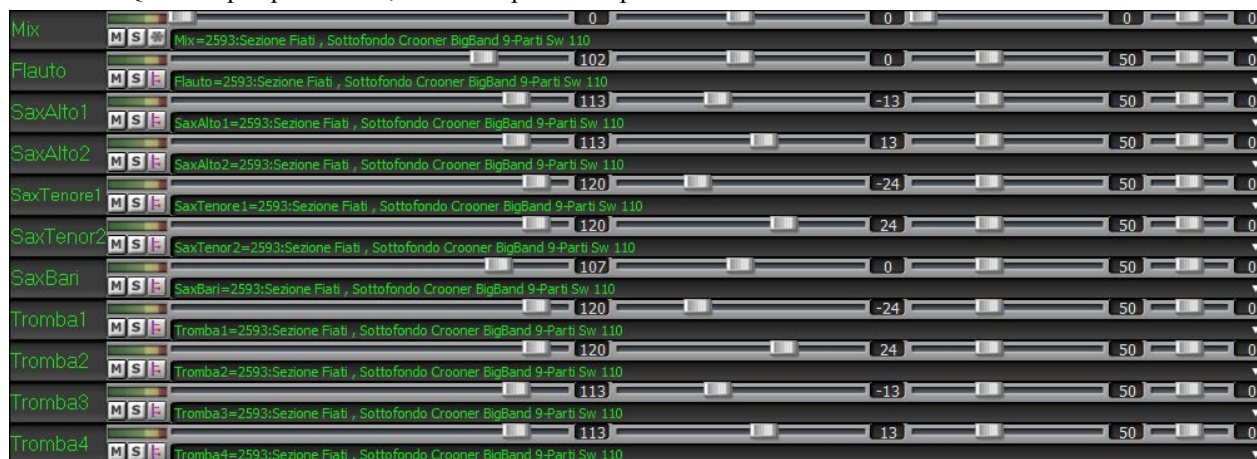 Mix 0 0 0 0
M S Mix=2593:Sezione Fiati , Sottofondo Crooner BigBand 9-Parti Sw 110
Flauto 102 0 50 0
M S Flauto=2593:Sezione Fiati , Sottofondo Crooner BigBand 9-Parti Sw 110
SaxAlto1 113 -13 50 0
M S SaxAlto1=2593:Sezione Fiati , Sottofondo Crooner BigBand 9-Parti Sw 110
SaxAlto2 113 13 50 0
M S SaxAlto2=2593:Sezione Fiati , Sottofondo Crooner BigBand 9-Parti Sw 110
SaxTenore1 120 -24 50 0
M S SaxTenore1=2593:Sezione Fiati , Sottofondo Crooner BigBand 9-Parti Sw 110
SaxTenor2 120 24 50 0
M S SaxTenor2=2593:Sezione Fiati , Sottofondo Crooner BigBand 9-Parti Sw 110
SaxBari 107 0 50 0
M S SaxBari=2593:Sezione Fiati , Sottofondo Crooner BigBand 9-Parti Sw 110
Tromba1 120 -24 50 0
M S Tromba1=2593:Sezione Fiati , Sottofondo Crooner BigBand 9-Parti Sw 110
Tromba2 120 24 50 0
M S Tromba2=2593:Sezione Fiati , Sottofondo Crooner BigBand 9-Parti Sw 110
Tromba3 113 -13 50 0
M S Tromba3=2593:Sezione Fiati , Sottofondo Crooner BigBand 9-Parti Sw 110
Tromba4 113 13 50 0
M S Tromba4=2593:Sezione Fiati , Sottofondo Crooner BigBand 9-Parti Sw 110